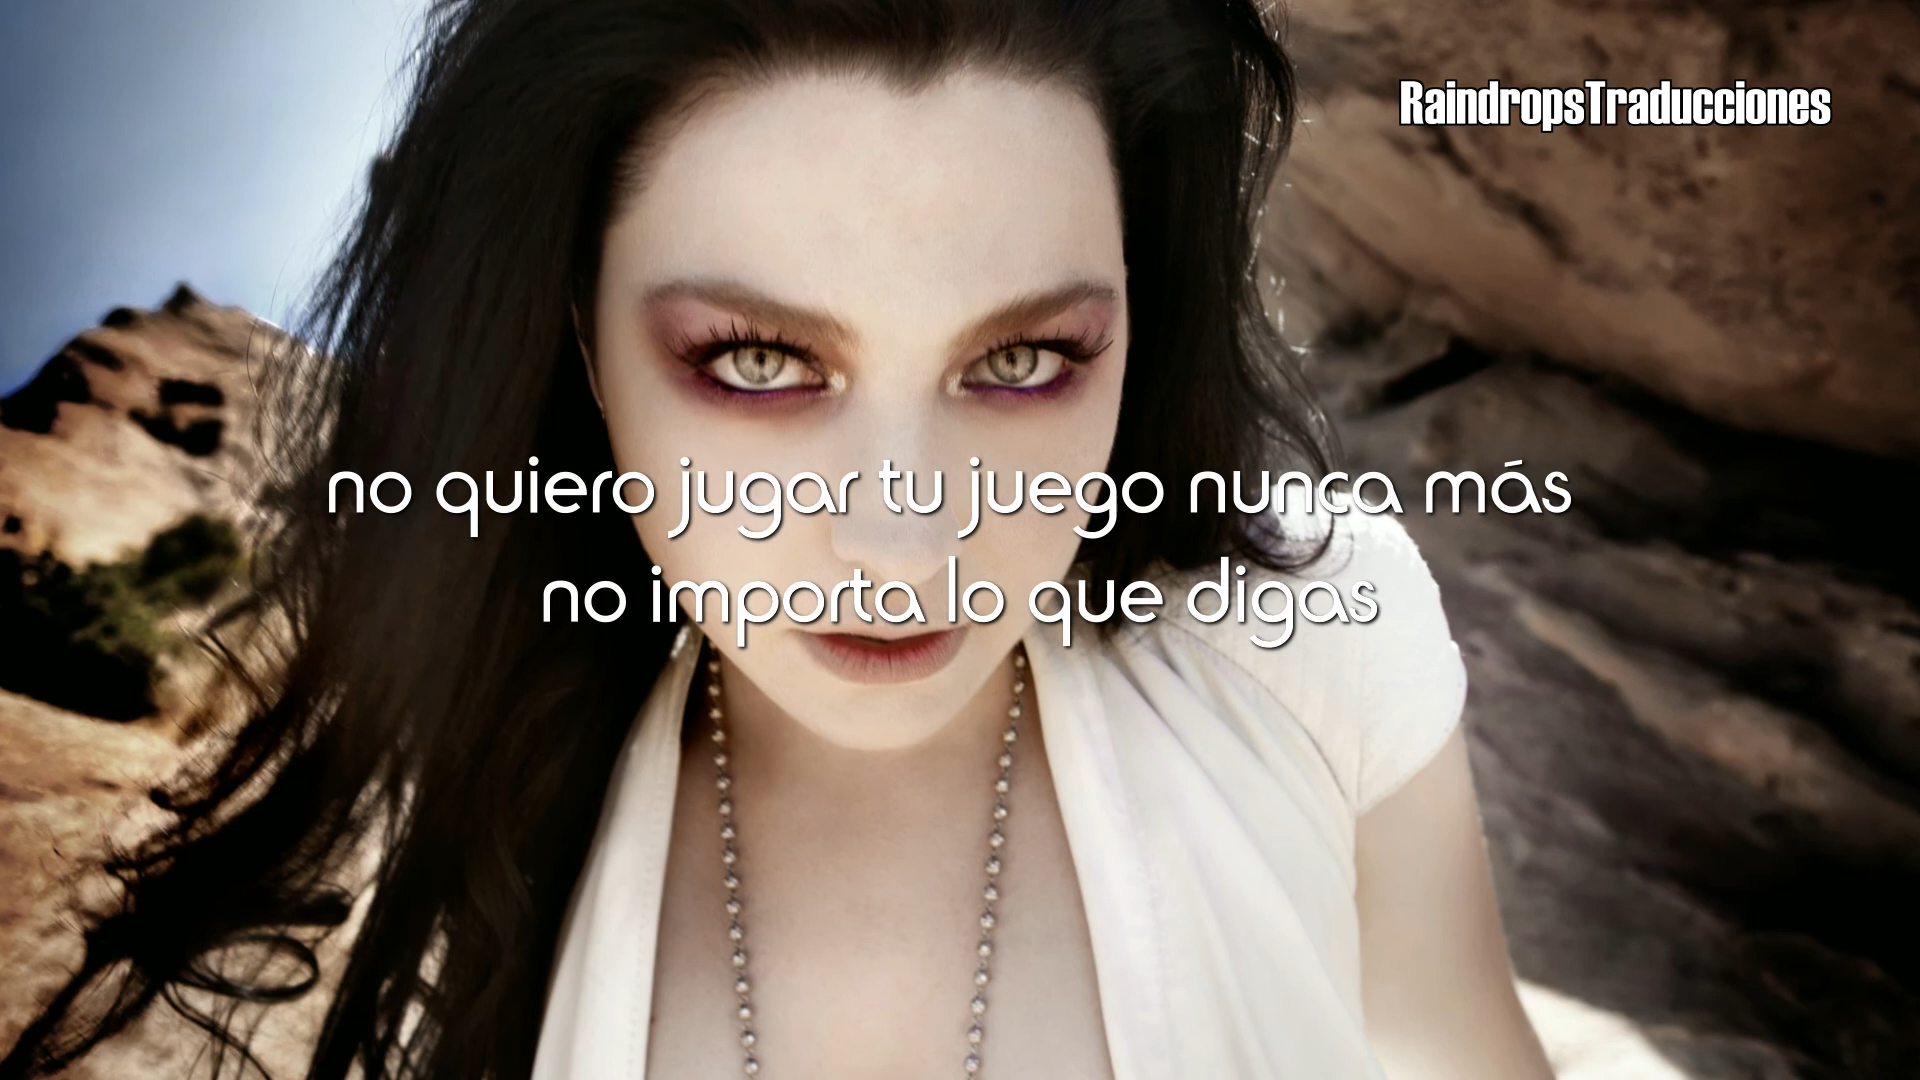 RaindropsTraducciones
no quiero jugar tu juego nunca más
no importa lo que digas